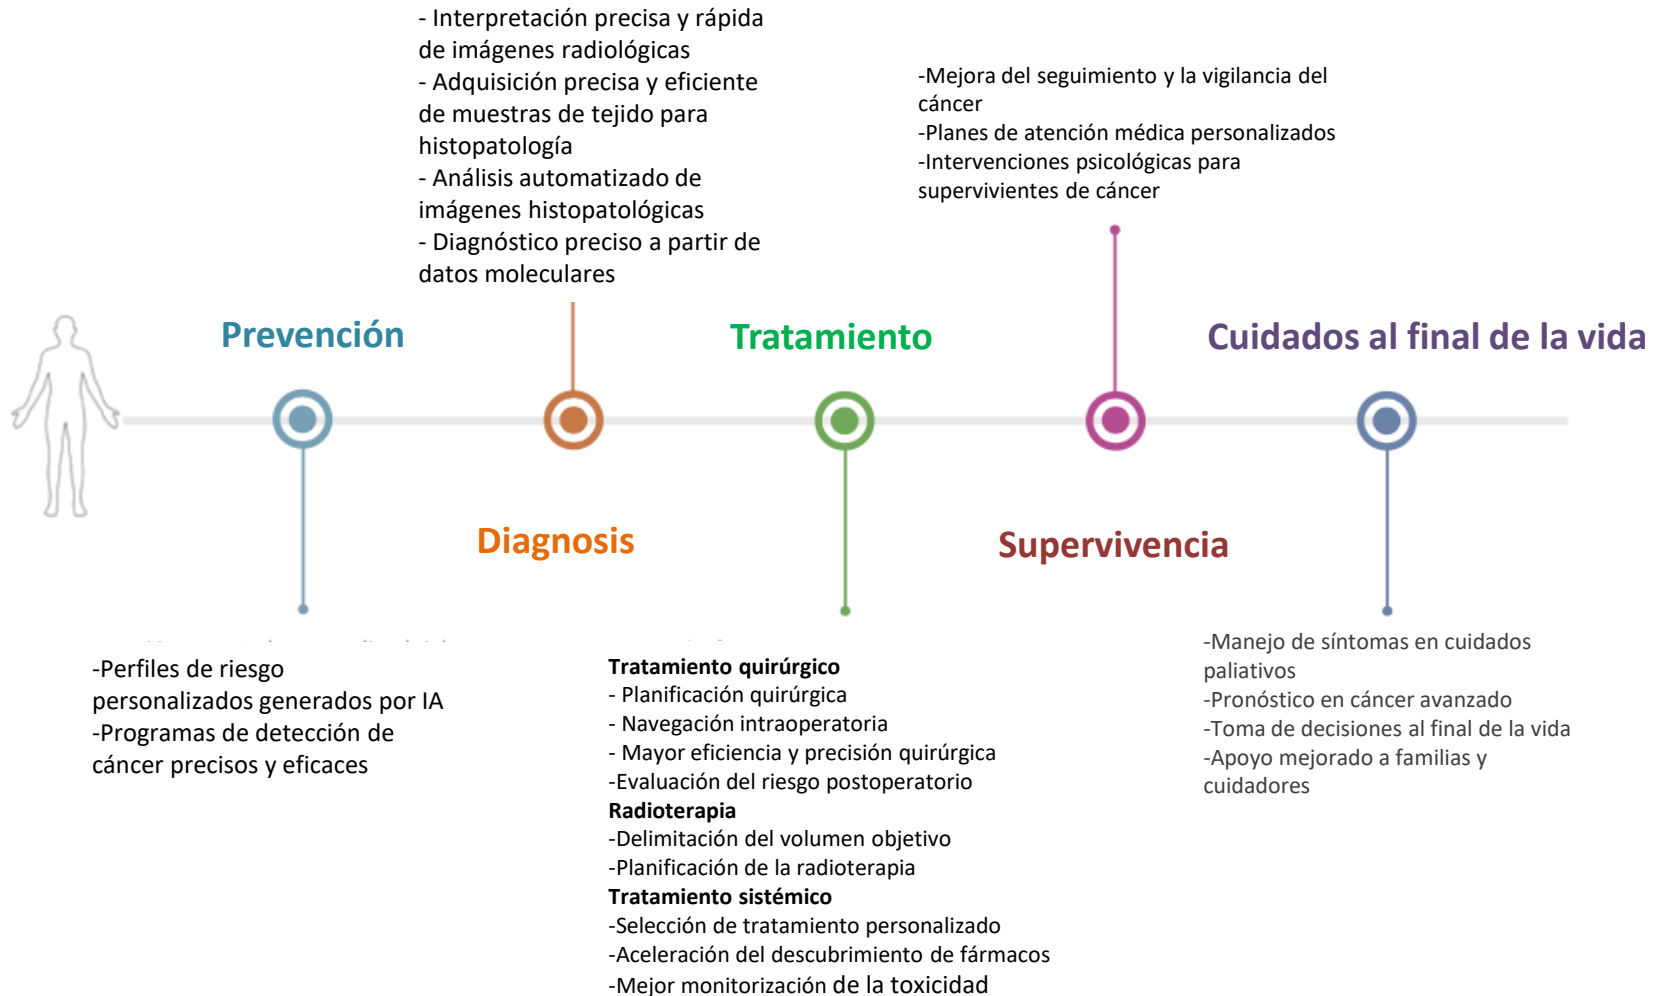 - Interpretación precisa y rápida
de imágenes radiológicas
- Adquisición precisa y eficiente
de muestras de tejido para
histopatología
- Análisis automatizado de
imágenes histopatológicas
- Diagnóstico preciso a partir de
datos moleculares
-Mejora del seguimiento y la vigilancia del
cáncer
-Planes de atención médica personalizados
-Intervenciones psicológicas para
supervivientes de cáncer
Prevención
Tratamiento
Cuidados al final de la vida
Diagnosis
Supervivencia
-Perfiles de riesgo
personalizados generados por IA
-Programas de detección de
cáncer precisos y eficaces
Tratamiento quirúrgico
- Planificación quirúrgica
- Navegación intraoperatoria
- Mayor eficiencia y precisión quirúrgica
-Evaluación del riesgo postoperatorio
Radioterapia
-Delimitación del volumen objetivo
-Planificación de la radioterapia
Tratamiento sistémico
-Selección de tratamiento personalizado
-Aceleración del descubrimiento de fármacos
-Mejor monitorización de la toxicidad
-Manejo de síntomas en cuidados
paliativos
-Pronóstico en cáncer avanzado
-Toma de decisiones al final de la vida
-Apoyo mejorado a familias y
cuidadores